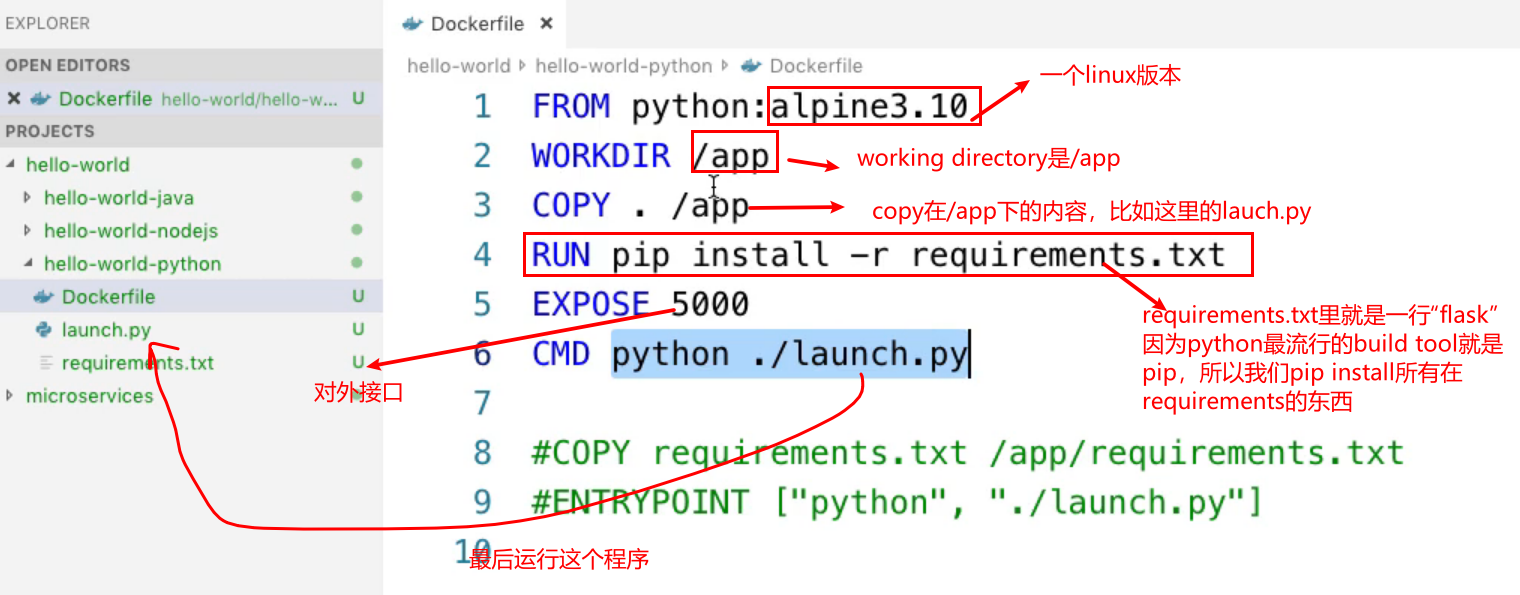 EXPLORER
OPEN EDITORS
Dockerfile hello-world/hello-w... U
PROJECTS
hello-world
hello-world-java
hello-world-nodejs
hello-world-python
Dockerfile U
launch.py U
requirements.txt U
microservices
Dockerfile
hello-world hello-world-python Dockerfile
1 FROM python:alpine3.10
一个linux版本
2 WORKDIR /app
working directory是/app
3 COPY . /app
copy在/app下的内容，比如这里的lauch.py
4 RUN pip install -r requirements.txt
5 EXPOSE 5000
对外接口
requirements.txt里就是一行“flask”
因为python最流行的build tool就是
pip，所以我们pip install所有在
requirements的东西
6 CMD python ./launch.py
7
8 #COPY requirements.txt /app/requirements.txt
9 #ENTRYPOINT ["python", "./launch.py"]
10
最后运行这个程序